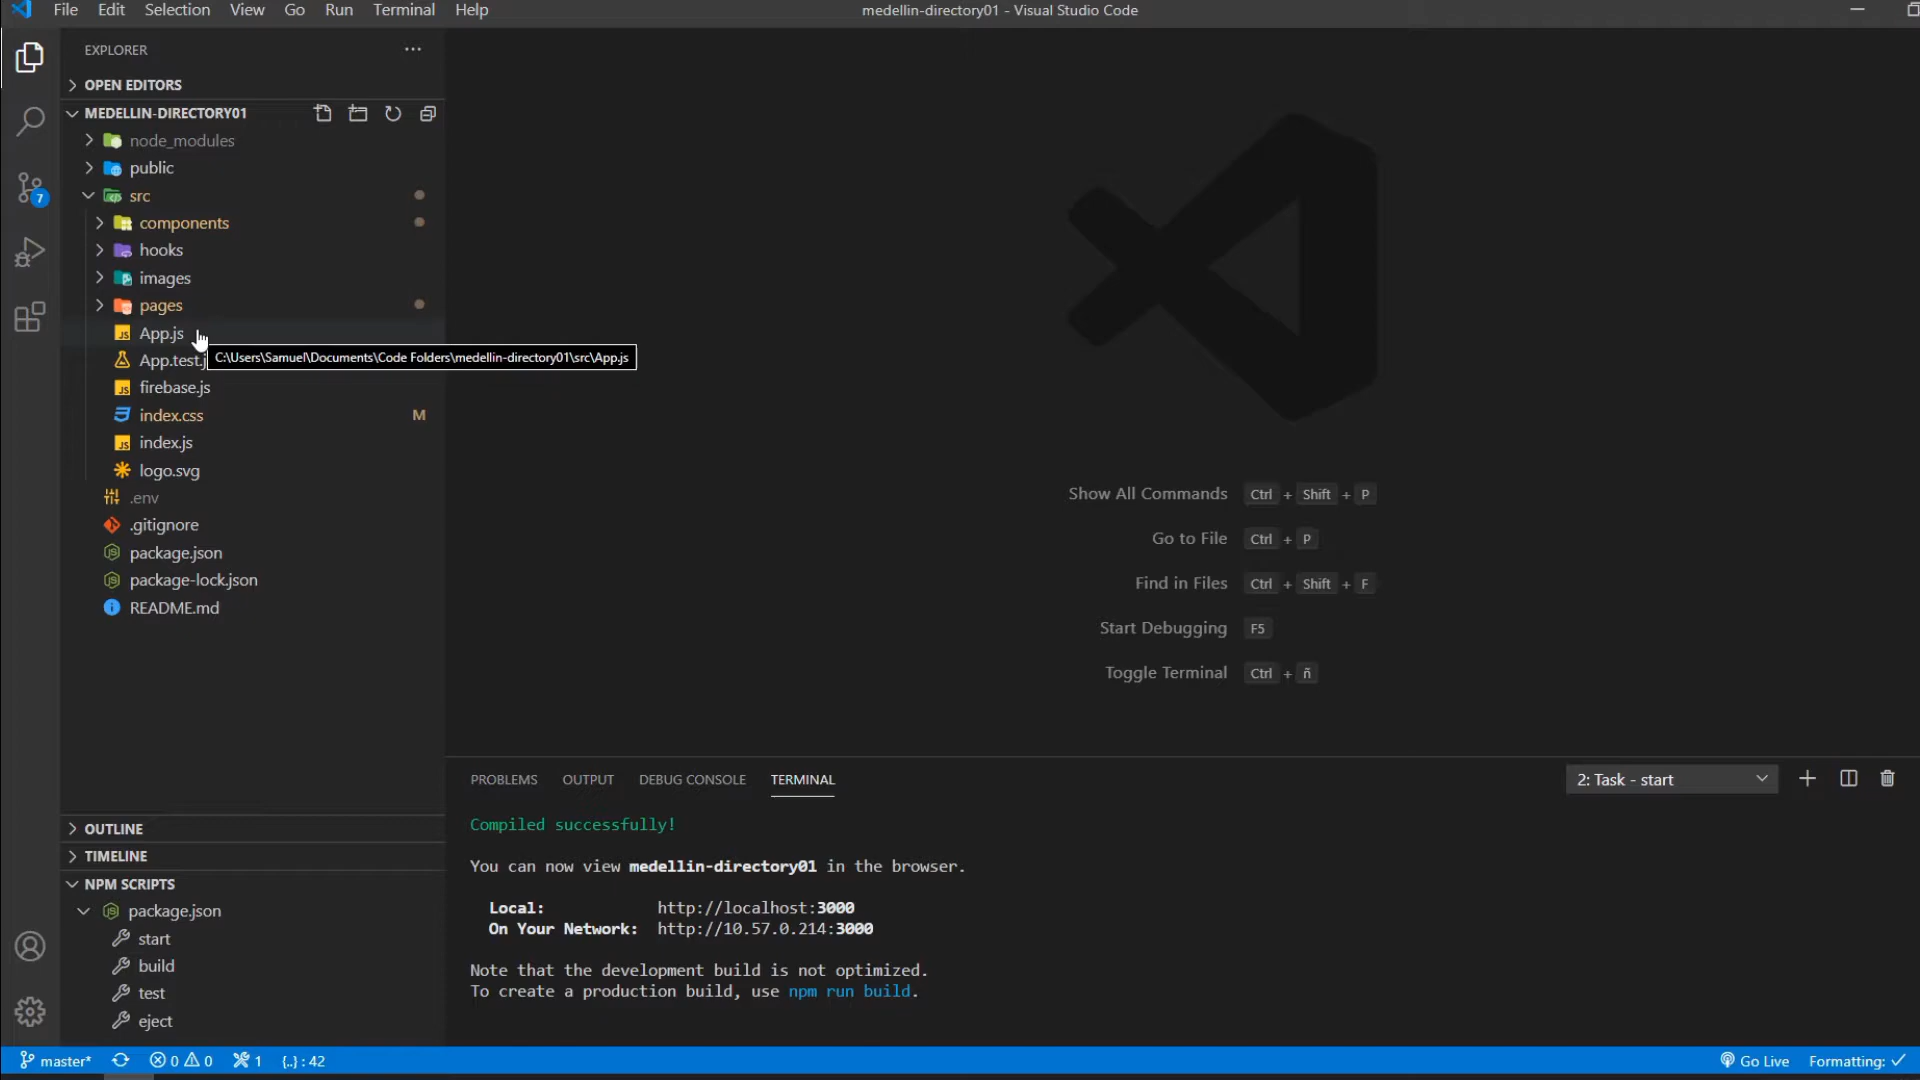 File Edit Selection View Go Run Terminal Help
medellin-directory01 - Visual Studio Code
EXPLORER
OPEN EDITORS
MEDELLIN-DIRECTORY01
node_modules
public
src
components
hooks
images
pages
App.js
C:\Users\Samuel\Documents\Code Folders\medellin-directory01\src\App.js
App.test.j
firebase.js
index.css M
index.js
logo.svg
.env
.gitignore
package.json
package-lock.json
README.md
7
OUTLINE
TIMELINE
NPM SCRIPTS
package.json
start
build
test
eject
Show All Commands Ctrl + Shift + P
Go to File Ctrl + P
Find in Files Ctrl + Shift + F
Start Debugging F5
Toggle Terminal Ctrl + ñ
PROBLEMS OUTPUT DEBUG CONSOLE TERMINAL
2: Task - start
Compiled successfully!
You can now view medellin-directory01 in the browser.
Local: http://localhost:3000
On Your Network: http://10.57.0.214:3000
Note that the development build is not optimized.
To create a production build, use npm run build.
master* 0 0 1 {..} : 42
Go Live Formatting: ✓